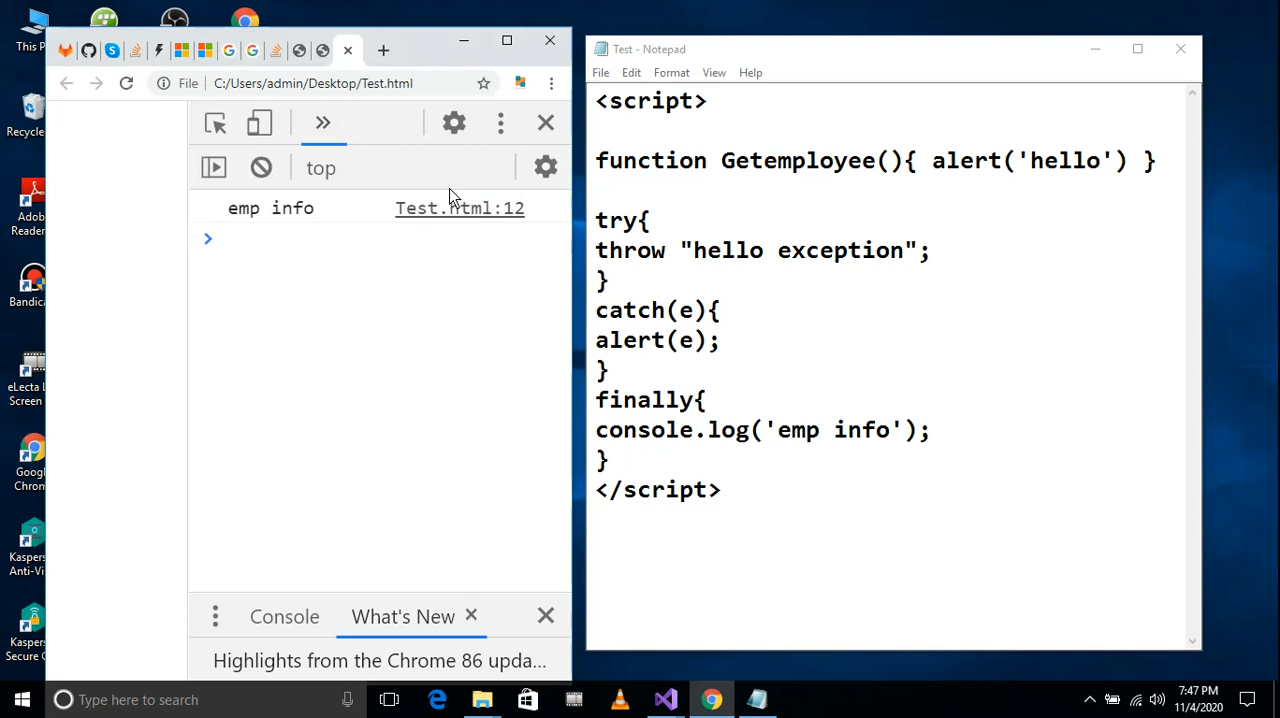 This P
Recycle
Adob
Reader
Bandica
eLecta L
Screen
Googl
Chrom
Kaspers
Anti-Vi
Kaspers
Secure C
File
C:/Users/admin/Desktop/Test.html
top
emp info
Test.html:12
Console
What's New
Highlights from the Chrome 86 upda...
Test - Notepad
File Edit Format View Help
<script>
function Getemployee(){ alert('hello') }
try{
throw "hello exception";
}
catch(e){
alert(e);
}
finally{
console.log('emp info');
}
</script>
Type here to search
7:47 PM
11/4/2020